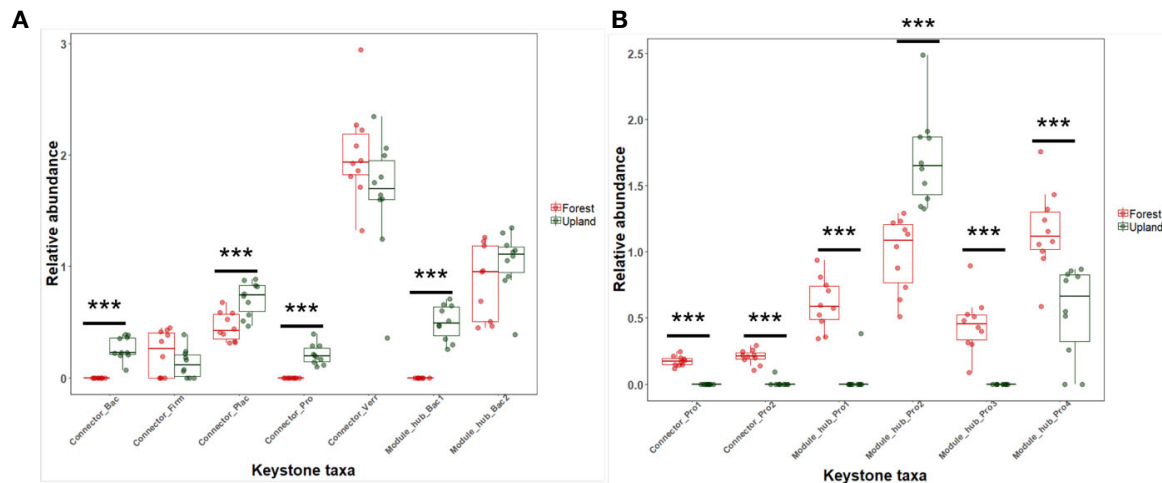 A
3
2
1
0
Relative abundance
***
***
***
***
Connector_Bac
Connector_Firm
Connector_Plac
Connector_Pro
Connector_Verr
Module_hub_Bac1
Module_hub_Bac2
Keystone taxa
Forest
Upland
B
2.5
2.0
1.5
1.0
0.5
0.0
Relative abundance
***
***
***
***
***
***
Connector_Pro1
Connector_Pro2
Module_hub_Pro1
Module_hub_Pro2
Module_hub_Pro3
Module_hub_Pro4
Keystone taxa
Forest
Upland